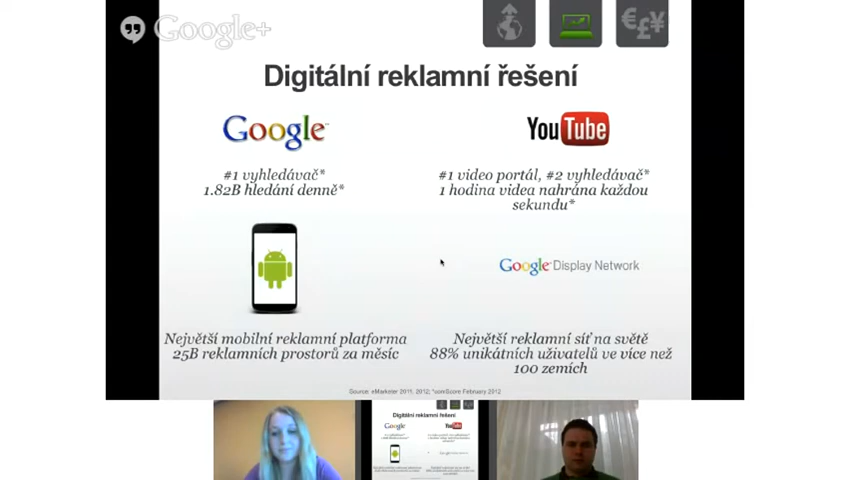 Google+
€£¥
Digitální reklamní řešení
Google™
#1 vyhledávač*
1.82B hledání denně*
YouTube
#1 video portál, #2 vyhledávač*
1 hodina videa nahrána každou
sekundu*
Google Display Network
Největší mobilní reklamní platforma
25B reklamních prostorů za měsíc
Největší reklamní síť na světě
88% unikátních uživatelů ve více než
100 zemích
Source: eMarketer 2011, 2012; *comScore February 2012
Digitální reklamní řešení
Google
YouTube